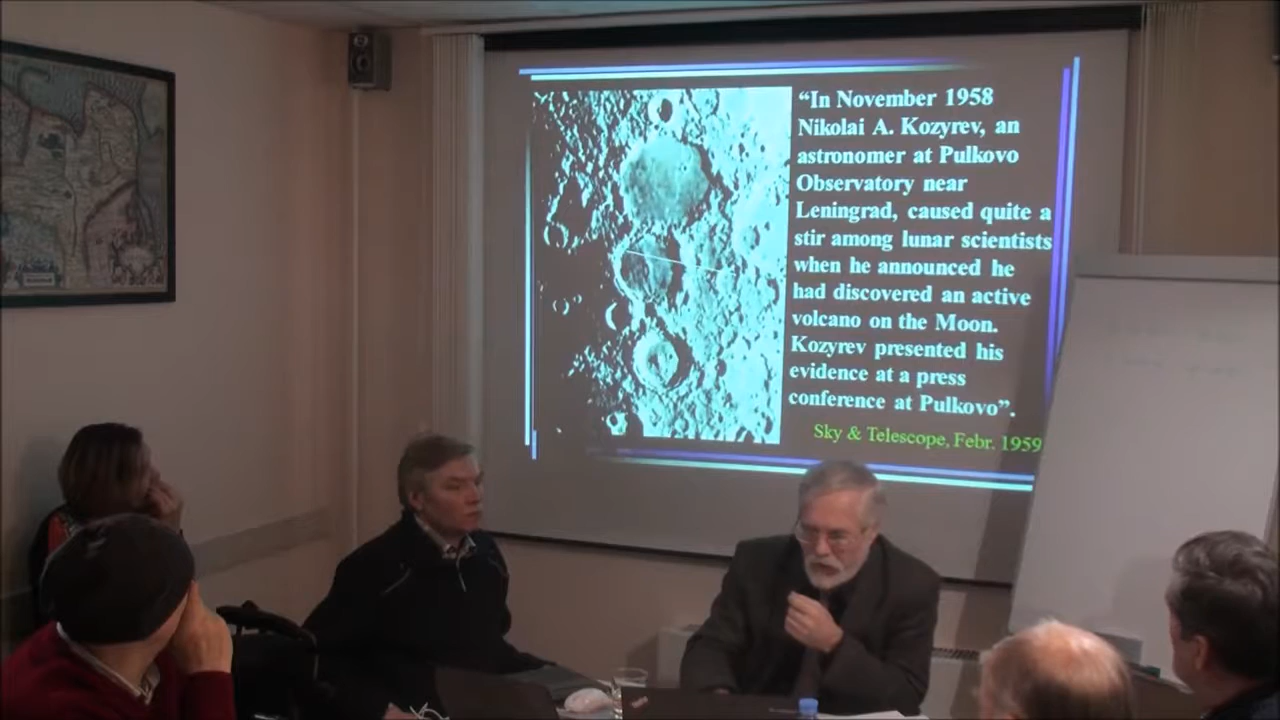 “In November 1958
Nikolai A. Kozyrev, an
astronomer at Pulkovo
Observatory near
Leningrad, caused quite a
stir among lunar scientists
when he announced he
had discovered an active
volcano on the Moon.
Kozyrev presented his
evidence at a press
conference at Pulkovo”.
Sky & Telescope, Febr. 1959